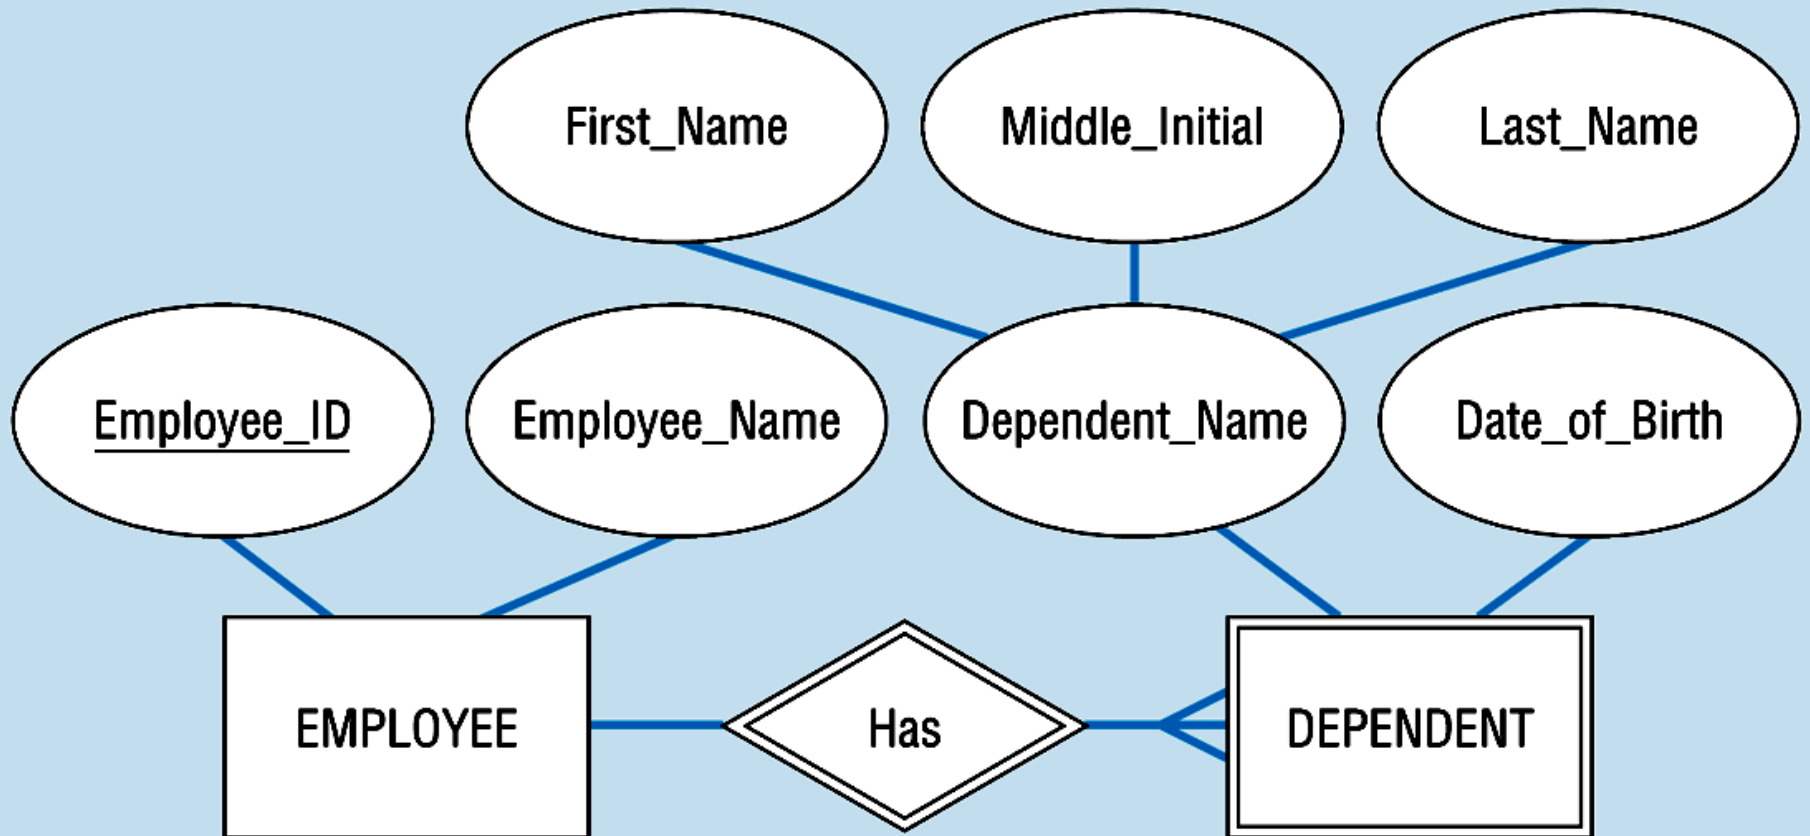 First_Name
Middle_Initial
Last_Name
Employee_ID
Employee_Name
Dependent_Name
Date_of_Birth
EMPLOYEE
Has
DEPENDENT